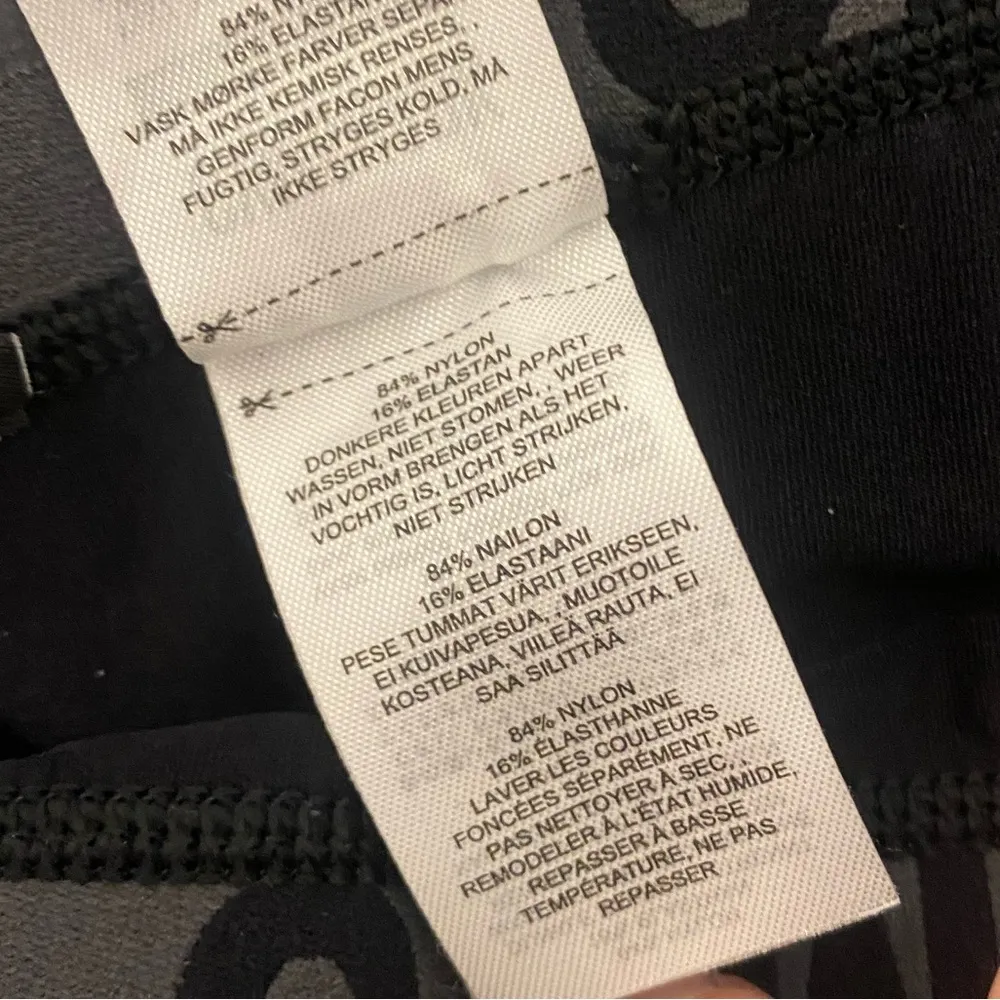 84% NY
16% ELASTAN
VASK MØRKE FARVER SEPA
MÅ IKKE KEMISK RENSES, ,
GENFORM FACON MENS
FUGTIG, STRYGES KOLD, MÅ
IKKE STRYGES
84% NYLON
16% ELASTAN
DONKERE KLEUREN APART
WASSEN, NIET STOMEN, , WEER
IN VORM BRENGEN ALS HET
VOCHTIG IS, LICHT STRIJKEN,
NIET STRIJKEN
84% NAILON
16% ELASTAANI
PESE TUMMAT VÄRIT ERIKSEEN,
EI KUIVAPESUA, , MUOTOILE
KOSTEANA, VIILEÄ RAUTA, EI
SAA SILITTÄÄ
84% NYLON
16% ÉLASTHANNE
LAVER LES COULEURS
FONCÉES SÉPARÉMENT, NE
PAS NETTOYER À SEC, ,
REMODELER À L'ÉTAT HUMIDE,
REPASSER À BASSE
TEMPÉRATURE, NE PAS
REPASSER